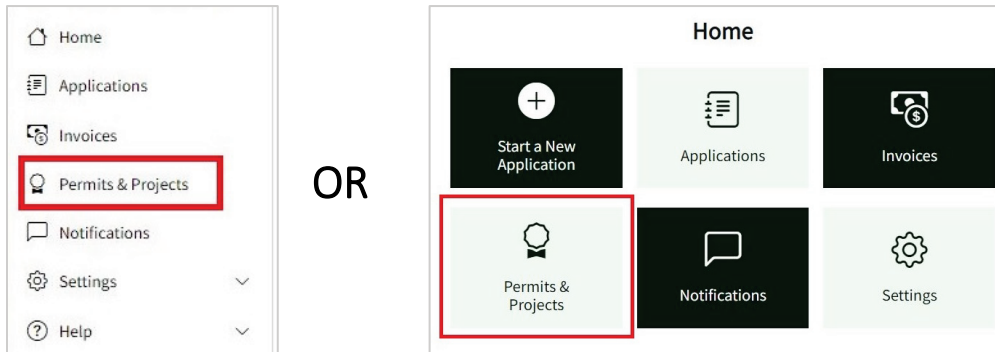 Home
Applications
Invoices
Permits & Projects
Notifications
Settings
Help
OR
Home
Start a New
Application
Applications
Invoices
Permits &
Projects
Notifications
Settings